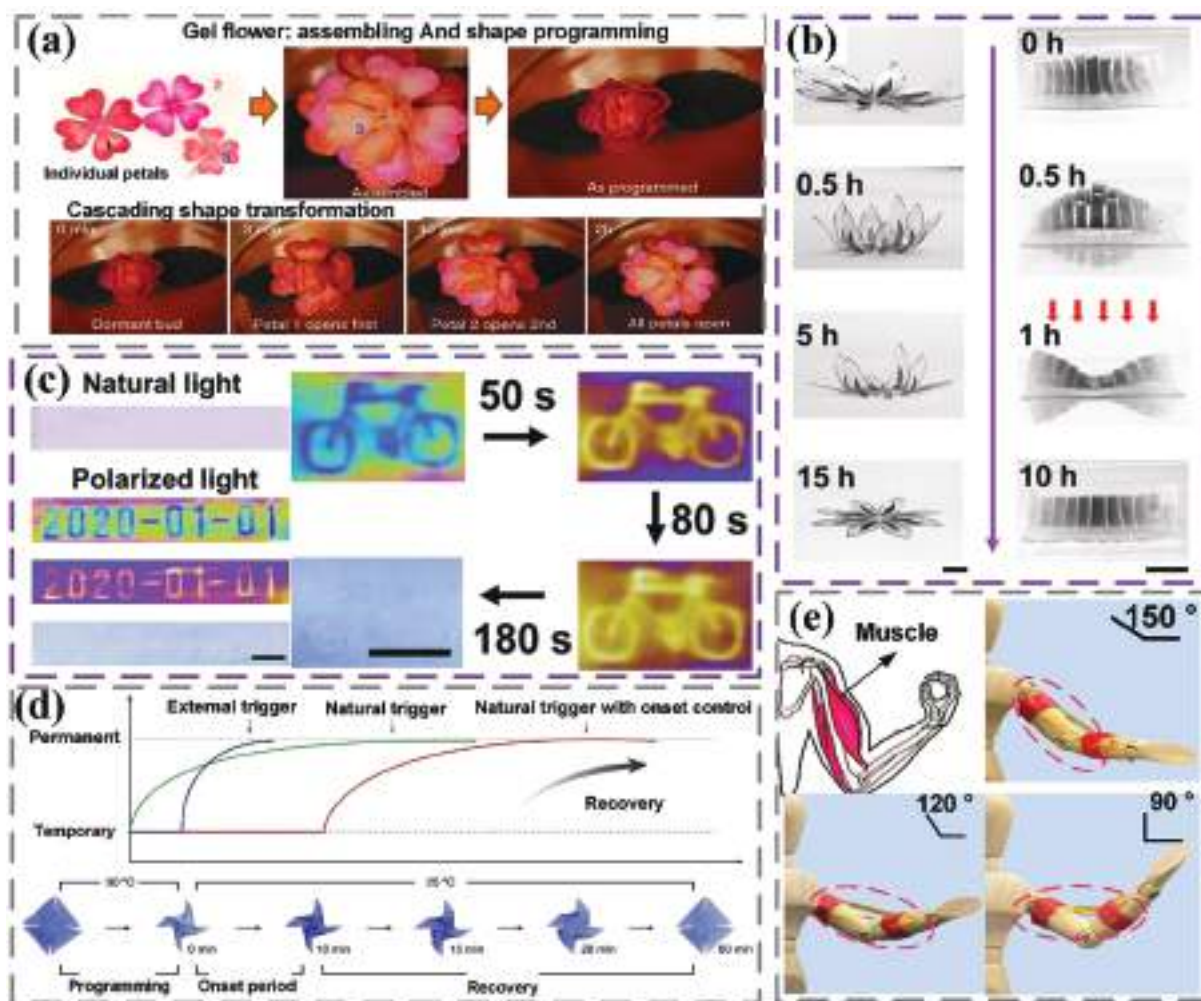 (a)
Gel flower: assembling And shape programming
Individual petals
Assembled
As programmed
Cascading shape transformation
Dormant bud
Petal 1 opens first
Petal 2 opens 2nd
All petals open
(b)
0 h
0.5 h
0.5 h
5 h
1 h
15 h
10 h
(c)
Natural light
50 s
Polarized light
2020-01-01
80 s
2020-01-01
180 s
(d)
External trigger
Natural trigger
Natural trigger with onset control
Permanent
Recovery
Temporary
0 min
10 min
15 min
60 min
Programming
Onset period
Recovery
(e)
Muscle
150 °
120 °
90 °